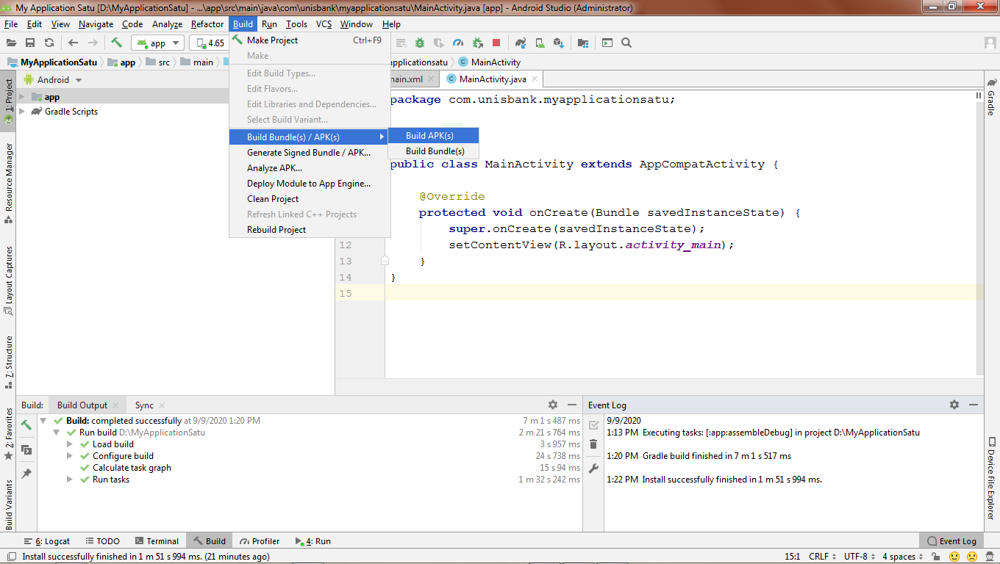 My Application Satu [D:\MyApplicationSatu] - ...\app\src\main\java\com\unisbank\myapplicationsatu\MainActivity.java [app] - Android Studio (Administrator)
File Edit View Navigate Code Analyze Refactor Build Run Tools VCS Window Help
app
4.65
MyApplicationSatu app src main
applicationsatu MainActivity
Make Project Ctrl+F9
Make
Edit Build Types...
Edit Flavors...
Edit Libraries and Dependencies...
Select Build Variant...
Build Bundle(s) / APK(s)
Generate Signed Bundle / APK...
Analyze APK...
Deploy Module to App Engine...
Clean Project
Refresh Linked C++ Projects
Rebuild Project
Build APK(s)
Build Bundle(s)
1: Project
Resource Manager
Layout Captures
7: Structure
2: Favorites
Build Variants
Android
app
Gradle Scripts
main.xml MainActivity.java
package com.unisbank.myapplicationsatu;
public class MainActivity extends AppCompatActivity {
@Override
protected void onCreate(Bundle savedInstanceState) {
super.onCreate(savedInstanceState);
12 setContentView(R.layout.activity_main);
13 }
14 }
15
Gradle
Device File Explorer
Build: Build Output Sync
Build: completed successfully at 9/9/2020 1:20 PM 7 m 1 s 487 ms
Run build D:\MyApplicationSatu 2 m 21 s 764 ms
Load build 3 s 957 ms
Configure build 24 s 738 ms
Calculate task graph 15 s 94 ms
Run tasks 1 m 32 s 242 ms
Event Log
9/9/2020
1:13 PM Executing tasks: [:app:assembleDebug] in project D:\MyApplicationSatu
1:20 PM Gradle build finished in 7 m 1 s 517 ms
1:22 PM Install successfully finished in 1 m 51 s 994 ms.
6: Logcat TODO Terminal Build Profiler 4: Run Event Log
Install successfully finished in 1 m 51 s 994 ms. (21 minutes ago) 15:1 CRLF UTF-8 4 spaces